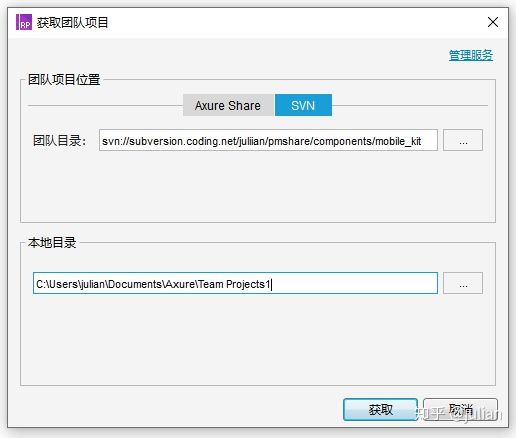 RP 获取团队项目
管理服务
团队项目位置
Axure Share SVN
团队目录: svn://subversion.coding.net/juliian/pmshare/components/mobile_kit ...
本地目录
C:\Users\julian\Documents\Axure\Team Projects1 ...
获取 取消
知乎 @julian